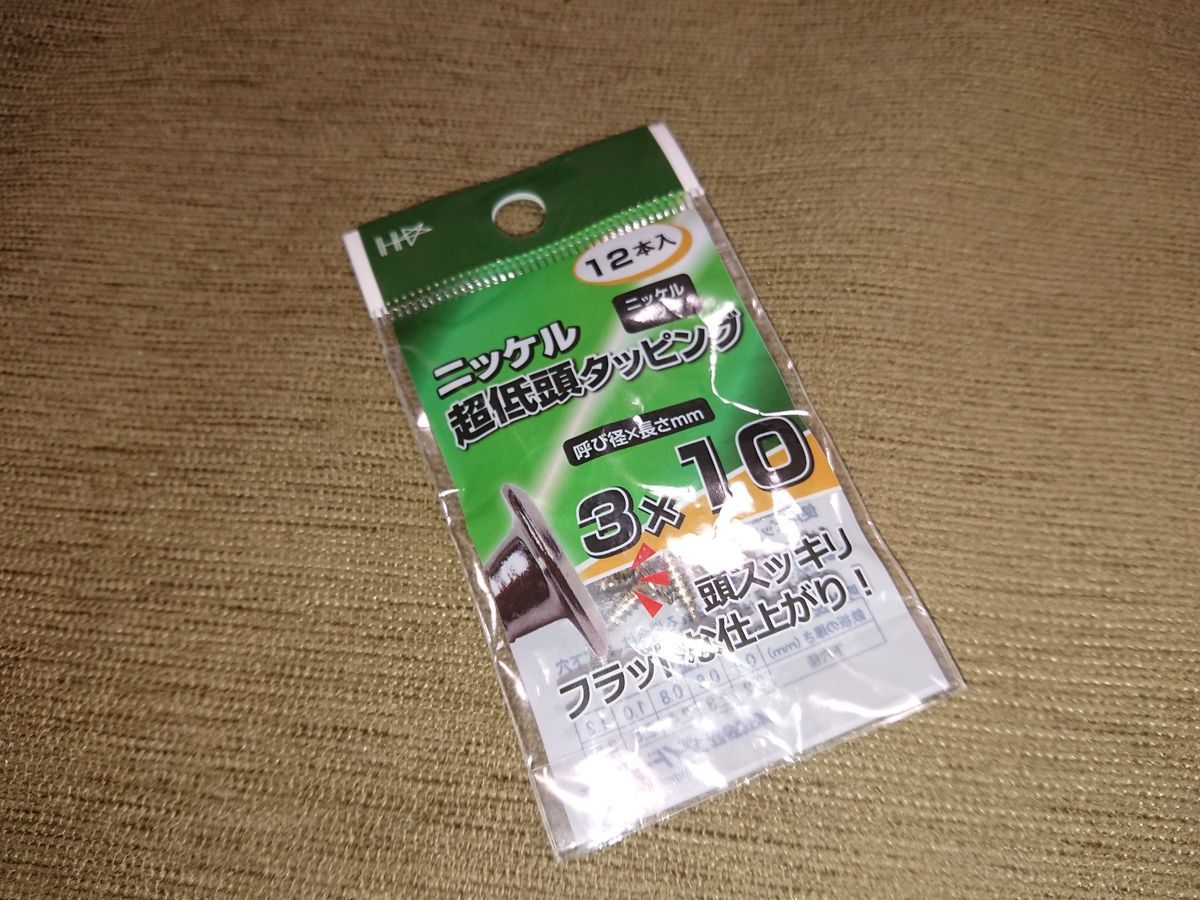 12本入
ニッケル
ニッケル
超低頭タッピング
呼び径×長さmm
3×10
頭スッキリ
フラットな仕上がり!